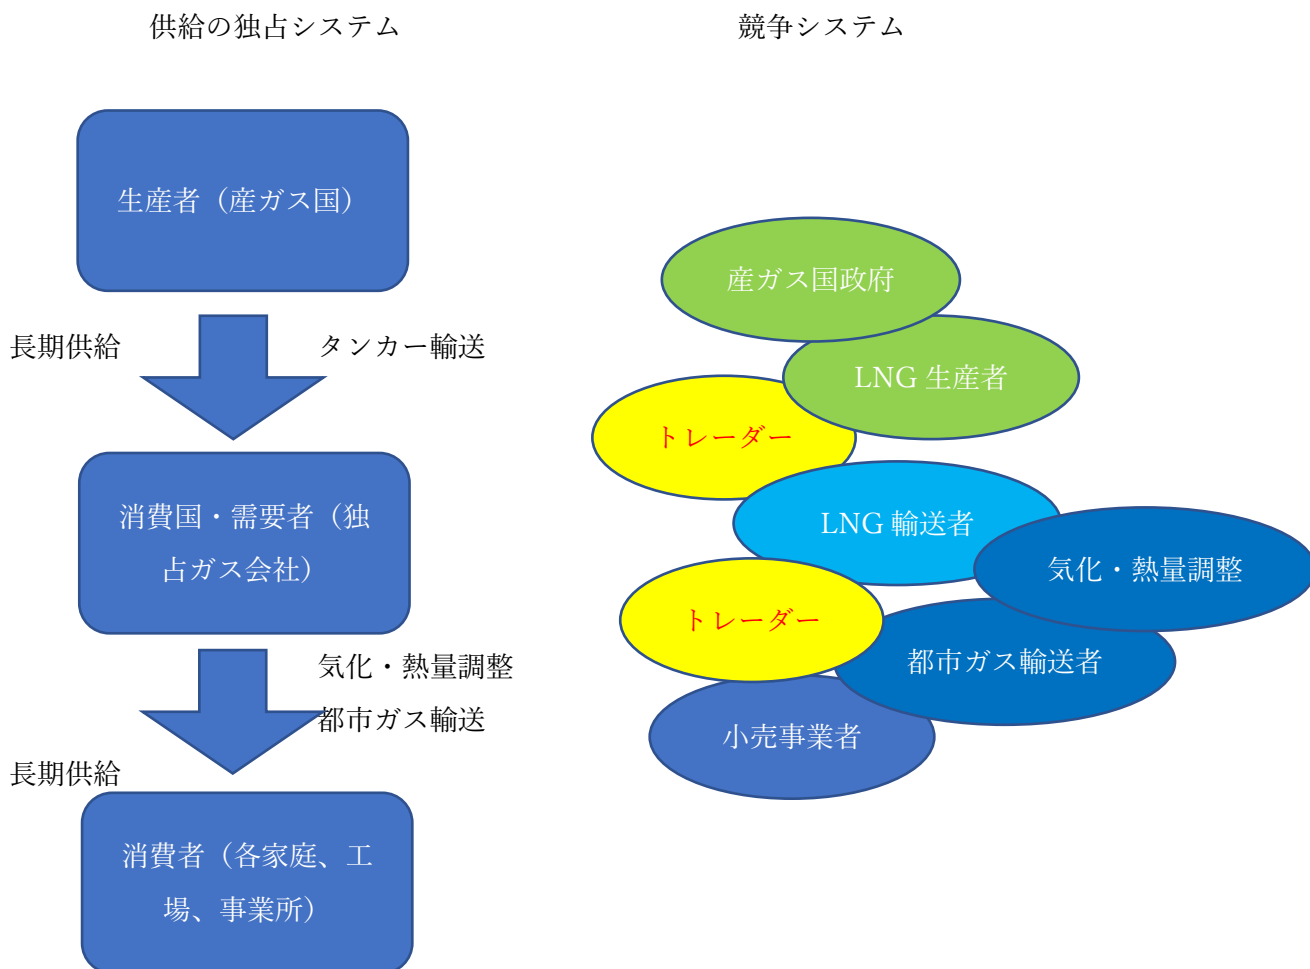 供給の独占システム
競争システム
生産者（産ガス国）
長期供給
タンカー輸送
消費国・需要者（独
占ガス会社）
気化・熱量調整
都市ガス輸送
長期供給
消費者（各家庭、工
場、事業所）
産ガス国政府
LNG 生産者
トレーダー
LNG 輸送者
気化・熱量調整
トレーダー
都市ガス輸送者
小売事業者